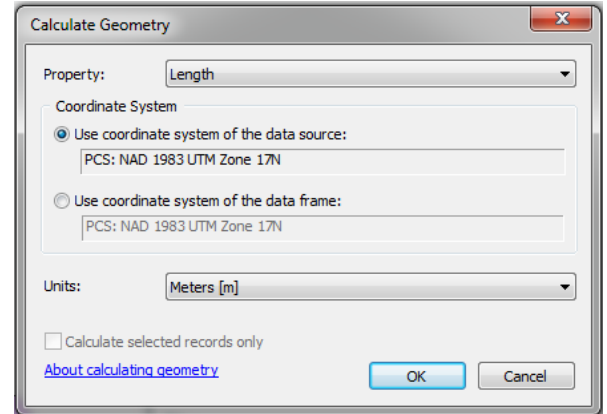 Calculate Geometry
Property: Length
Coordinate System
Use coordinate system of the data source:
PCS: NAD 1983 UTM Zone 17N
Use coordinate system of the data frame:
PCS: NAD 1983 UTM Zone 17N
Units: Meters [m]
Calculate selected records only
About calculating geometry OK Cancel